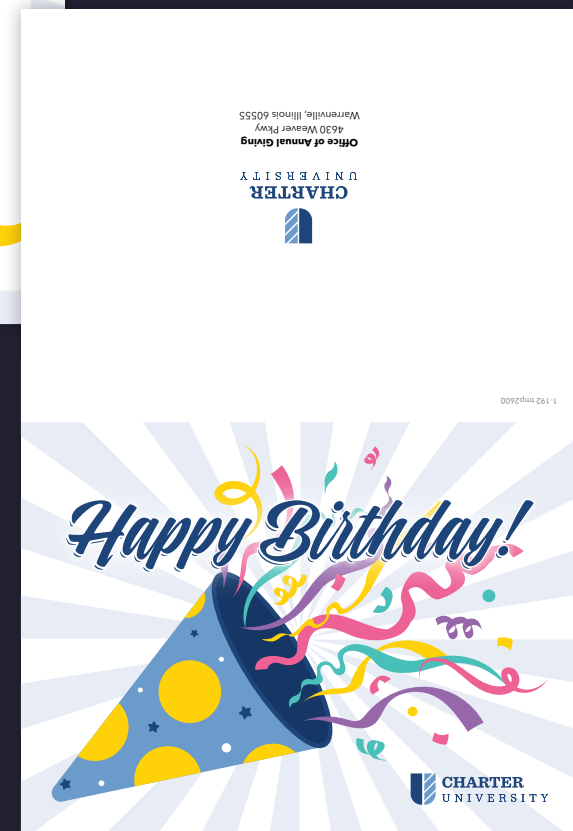 Office of Annual Giving
4630 Weaver Pkwy
Warrenville, Illinois 60555
CHARTER
UNIVERSITY
1-192 tmp2600
Happy Birthday!
CHARTER
UNIVERSITY